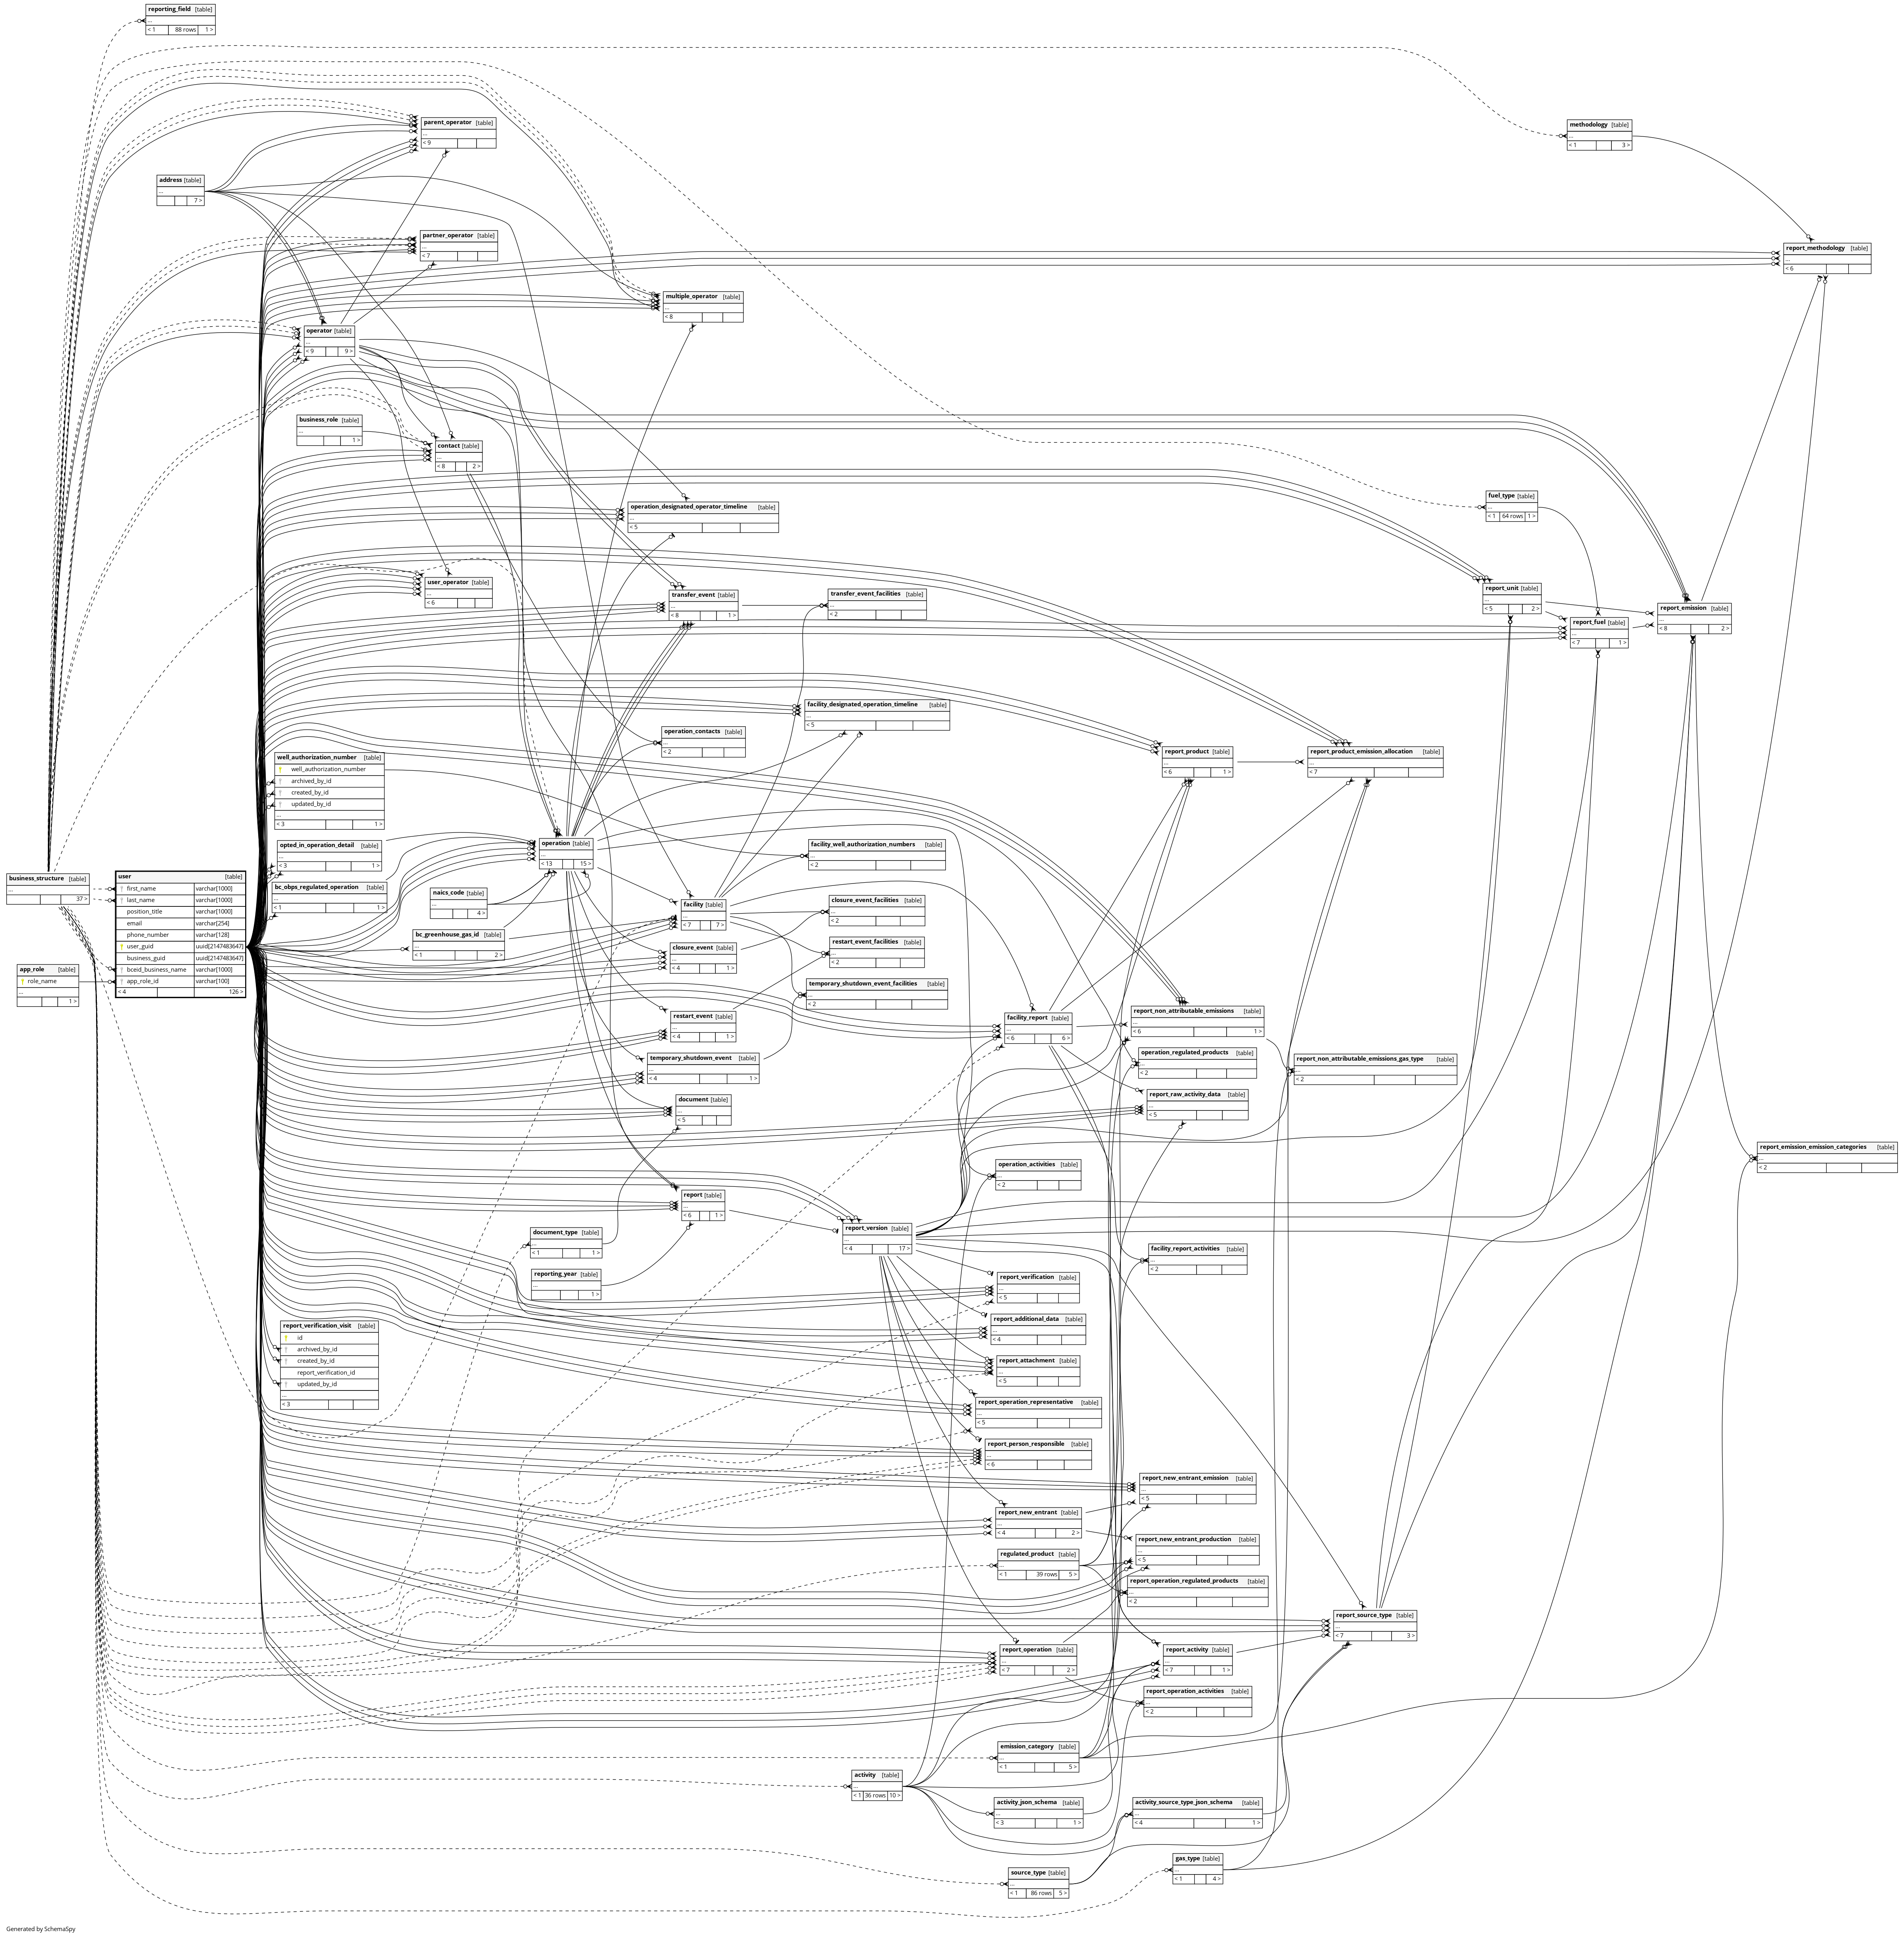 reporting_field [table]
...
< 1 88 rows 1 >
methodology [table]
...
< 1 3 >
parent_operator [table]
...
< 9
address [table]
...
7 >
partner_operator [table]
...
< 7
report_methodology [table]
...
< 6
multiple_operator [table]
...
< 8
operator [table]
...
< 9 9 >
business_role [table]
...
1 >
contact [table]
...
< 8 2 >
fuel_type [table]
...
< 1 64 rows 1 >
operation_designated_operator_timeline [table]
...
< 5
user_operator [table]
...
< 6
transfer_event [table]
...
< 8 1 >
transfer_event_facilities [table]
...
< 2
report_unit [table]
...
< 5 2 >
report_fuel [table]
...
< 7 1 >
report_emission [table]
...
< 8 2 >
facility_designated_operation_timeline [table]
...
< 5
operation_contacts [table]
...
< 2
report_product [table]
...
< 6 1 >
report_product_emission_allocation [table]
...
< 7
well_authorization_number [table]
well_authorization_number
archived_by_id
created_by_id
updated_by_id
...
< 3 1 >
opted_in_operation_detail [table]
...
< 3 1 >
bc_obps_regulated_operation [table]
...
< 1 1 >
operation [table]
...
< 13 15 >
facility_well_authorization_numbers [table]
...
< 2
business_structure [table]
...
37 >
user [table]
first_name varchar[1000]
last_name varchar[1000]
position_title varchar[1000]
email varchar[254]
phone_number varchar[128]
user_guid uuid[2147483647]
business_guid uuid[2147483647]
bceid_business_name varchar[1000]
app_role_id varchar[100]
< 4 126 >
naics_code [table]
...
4 >
facility [table]
...
< 7 7 >
closure_event_facilities [table]
...
< 2
bc_greenhouse_gas_id [table]
...
< 1 2 >
closure_event [table]
...
< 4 1 >
restart_event_facilities [table]
...
< 2
app_role [table]
role_name
...
1 >
temporary_shutdown_event_facilities [table]
...
< 2
restart_event [table]
...
< 4 1 >
facility_report [table]
...
< 6 6 >
report_non_attributable_emissions [table]
...
< 6 1 >
temporary_shutdown_event [table]
...
< 4 1 >
operation_regulated_products [table]
...
< 2
report_non_attributable_emissions_gas_type [table]
...
< 2
document [table]
...
< 5
report_raw_activity_data [table]
...
< 5
report_emission_emission_categories [table]
...
< 2
operation_activities [table]
...
< 2
report [table]
...
< 6 1 >
report_version [table]
...
< 4 17 >
document_type [table]
...
< 1 1 >
facility_report_activities [table]
...
< 2
reporting_year [table]
...
1 >
report_verification [table]
...
< 5
report_additional_data [table]
...
< 4
report_verification_visit [table]
id
archived_by_id
created_by_id
report_verification_id
updated_by_id
...
< 3
report_attachment [table]
...
< 5
report_operation_representative [table]
...
< 5
report_person_responsible [table]
...
< 6
report_new_entrant_emission [table]
...
< 5
report_new_entrant [table]
...
< 4 2 >
report_new_entrant_production [table]
...
< 5
regulated_product [table]
...
< 1 39 rows 5 >
report_operation_regulated_products [table]
...
< 2
report_source_type [table]
...
< 7 3 >
report_operation [table]
...
< 7 2 >
report_activity [table]
...
< 7 1 >
report_operation_activities [table]
...
< 2
emission_category [table]
...
< 1 5 >
activity [table]
...
< 1 36 rows 10 >
activity_json_schema [table]
...
< 3 1 >
activity_source_type_json_schema [table]
...
< 4 1 >
gas_type [table]
...
< 1 4 >
source_type [table]
...
< 1 86 rows 5 >
Generated by SchemaSpy